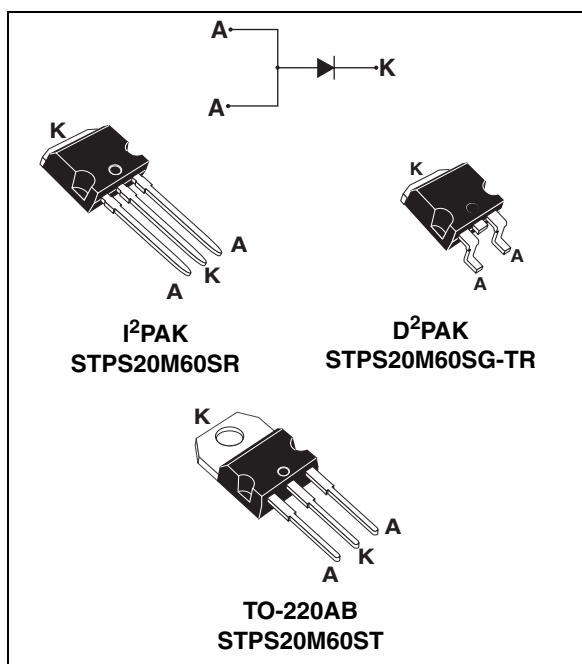 A
K
A
K
A
K
A
I²PAK
STPS20M60SR
K
A
A
D²PAK
STPS20M60SG-TR
K
A
K
A
TO-220AB
STPS20M60ST